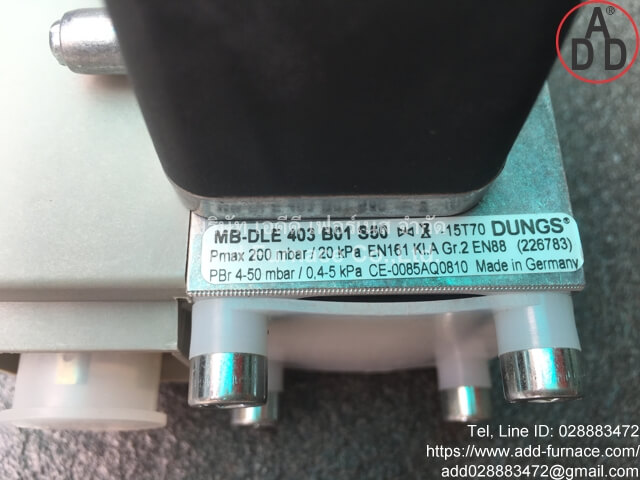 ADD
MB-DLE 403 B01 S00 -15T70 DUNGS®
Pmax 200 mbar / 20 kPa EN161 KLA Gr.2 EN88 (226783)
PBr 4-50 mbar / 0,4-5 kPa CE-0085AQ0810 Made in Germany
Tel, Line ID: 028883472
https://www.add-furnace.com/
add028883472@gmail.com